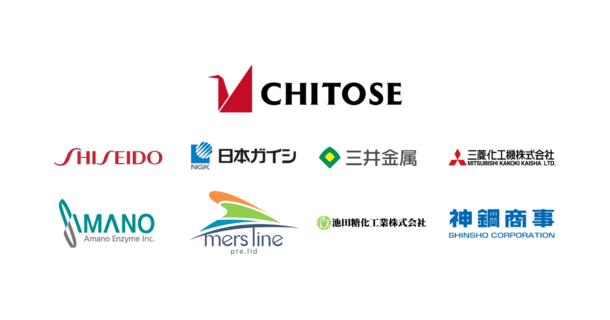 CHITOSE
SHISEIDO
NGK
日本ガイシ
三井金属
三菱化工機株式会社
MITSUBISHI KAKOKI KAISHA, LTD.
AMANO
Amano Enzyme Inc.
mersline
pte.ltd
池田糖化工業株式会社
神鋼商事
SHINSHO CORPORATION